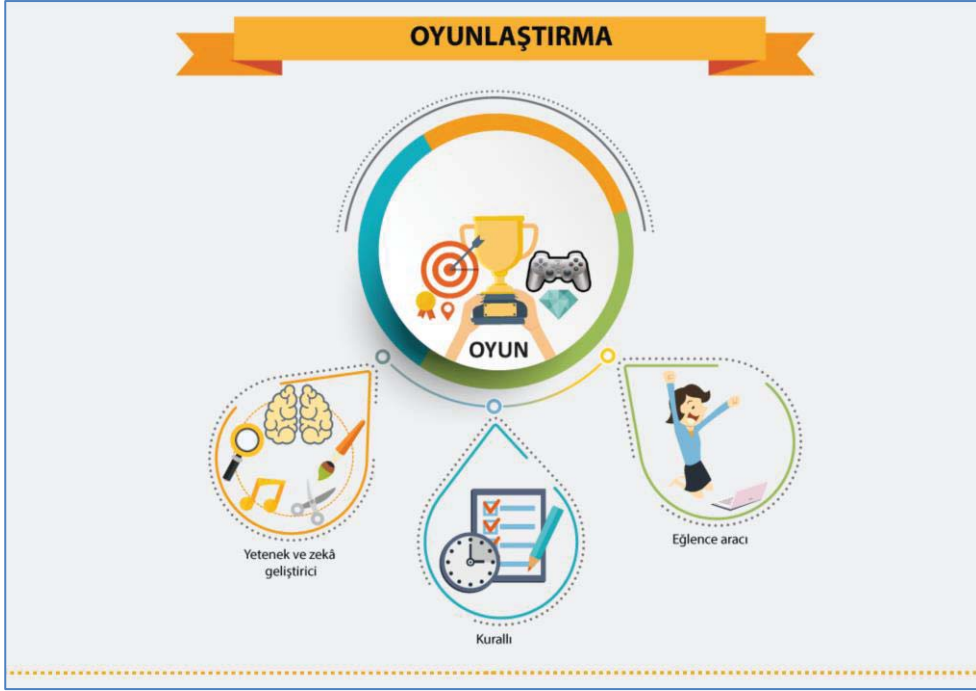 OYUNLAŞTIRMA
OYUN
Yetenek ve zekâ
geliştirici
Kurallı
Eğlence aracı